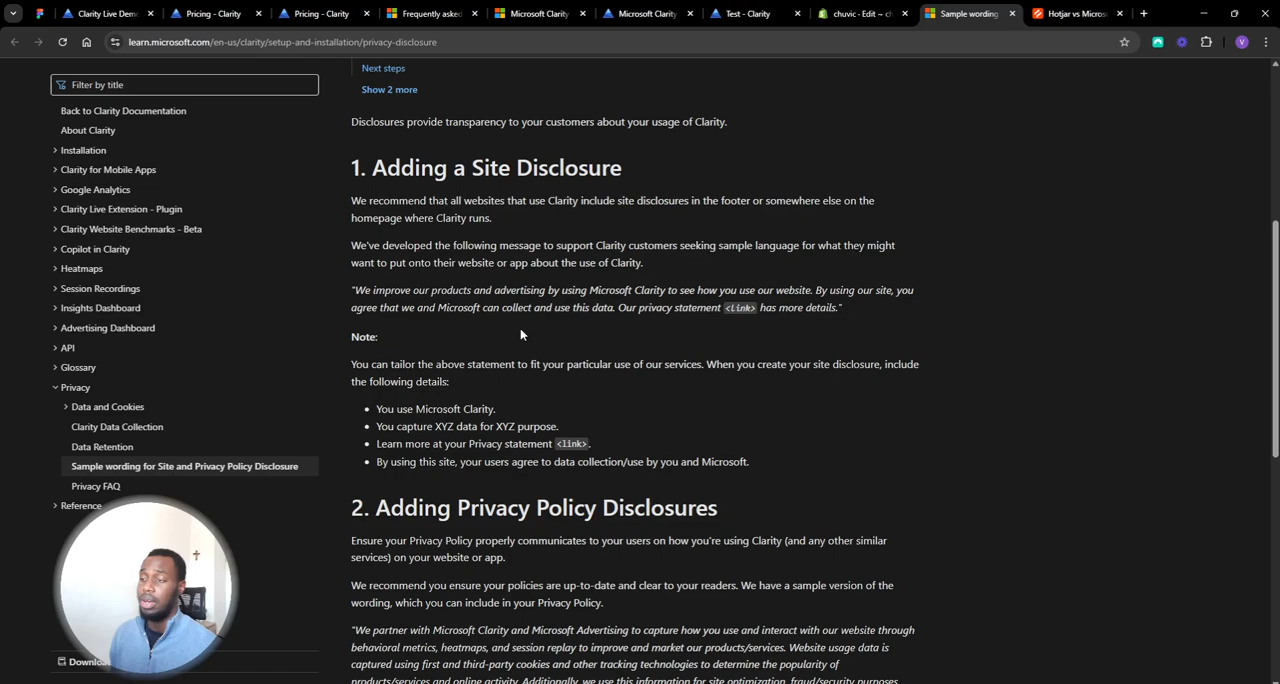 Clarity Live Dem
Pricing - Clarity
Pricing - Clarity
Frequently asked
Microsoft Clarity
Microsoft Clarity
Test - Clarity
chuvic · Edit ~ ch
Sample wording
Hotjar vs Micros
learn.microsoft.com/en-us/clarity/setup-and-installation/privacy-disclosure
V
Filter by title
Back to Clarity Documentation
About Clarity
Installation
Clarity for Mobile Apps
Google Analytics
Clarity Live Extension - Plugin
Clarity Website Benchmarks - Beta
Copilot in Clarity
Heatmaps
Session Recordings
Insights Dashboard
Advertising Dashboard
API
Glossary
Privacy
Data and Cookies
Clarity Data Collection
Data Retention
Sample wording for Site and Privacy Policy Disclosure
Privacy FAQ
Reference
Downloa
Next steps
Show 2 more
Disclosures provide transparency to your customers about your usage of Clarity.
1. Adding a Site Disclosure
We recommend that all websites that use Clarity include site disclosures in the footer or somewhere else on the
homepage where Clarity runs.
We've developed the following message to support Clarity customers seeking sample language for what they might
want to put onto their website or app about the use of Clarity.
"We improve our products and advertising by using Microsoft Clarity to see how you use our website. By using our site, you
agree that we and Microsoft can collect and use this data. Our privacy statement <link> has more details."
Note:
You can tailor the above statement to fit your particular use of our services. When you create your site disclosure, include
the following details:
• You use Microsoft Clarity.
• You capture XYZ data for XYZ purpose.
• Learn more at your Privacy statement <link>.
• By using this site, your users agree to data collection/use by you and Microsoft.
2. Adding Privacy Policy Disclosures
Ensure your Privacy Policy properly communicates to your users on how you're using Clarity (and any other similar
services) on your website or app.
We recommend you ensure your policies are up-to-date and clear to your readers. We have a sample version of the
wording, which you can include in your Privacy Policy.
"We partner with Microsoft Clarity and Microsoft Advertising to capture how you use and interact with our website through
behavioral metrics, heatmaps, and session replay to improve and market our products/services. Website usage data is
captured using first and third-party cookies and other tracking technologies to determine the popularity of
products/services and online activity. Additionally, we use this information for site optimization, fraud/security purposes,